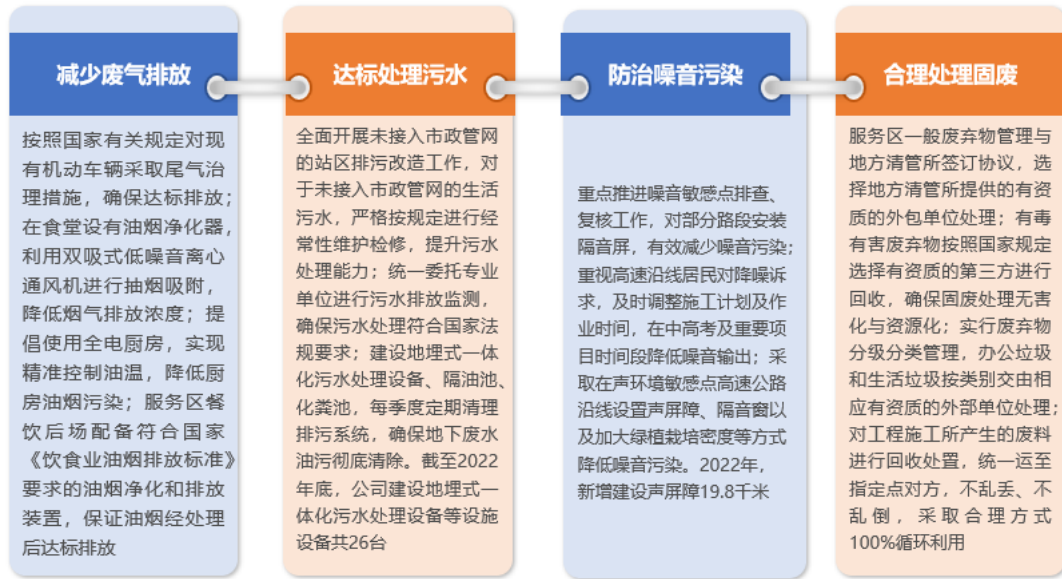 减少废气排放
按照国家有关规定对现
有机动车辆采取尾气治
理措施，确保达标排放；
在食堂设有油烟净化器，
利用双吸式低噪音离心
通风机进行抽烟吸附，
降低烟气排放浓度；提
倡使用全电厨房，实现
精准控制油温，降低厨
房油烟污染；服务区餐
饮后场配备符合国家
《饮食业油烟排放标准》
要求的油烟净化和排放
装置，保证油烟经处理
后达标排放
达标处理污水
全面开展未接入市政管网
的站区排污改造工作，对
于未接入市政管网的生活
污水，严格按规定进行经
常性维护检修，提升污水
处理能力；统一委托专业
单位进行污水排放监测，
确保污水处理符合国家法
规要求；建设地埋式一体
化污水处理设备、隔油池、
化粪池，每季度定期清理
排污系统，确保地下废水
油污彻底清除。截至2022
年底，公司建设地埋式一
体化污水处理设备等设施
设备共26台
防治噪音污染
重点推进噪音敏感点排查、
复核工作，对部分路段安装
隔音屏，有效减少噪音污染；
重视高速沿线居民对降噪诉
求，及时调整施工计划及作
业时间，在中高考及重要项
目时间段降低噪音输出；采
取在声环境敏感点高速公路
沿线设置声屏障、隔音窗以
及加大绿植栽培密度等方式
降低噪音污染。2022年，
新增建设声屏障19.8千米
合理处理固废
服务区一般废弃物管理与
地方清管所签订协议，选
择地方清管所提供的有资
质的外包单位处理；有毒
有害废弃物按照国家规定
选择有资质的第三方进行
回收，确保固废处理无害
化与资源化；实行废弃物
分级分类管理，办公垃圾
和生活垃圾按类别交由相
应有资质的外部单位处理；
对工程施工所产生的废料
进行回收处置，统一运至
指定点对方，不乱丢、不
乱倒，采取合理方式
100%循环利用